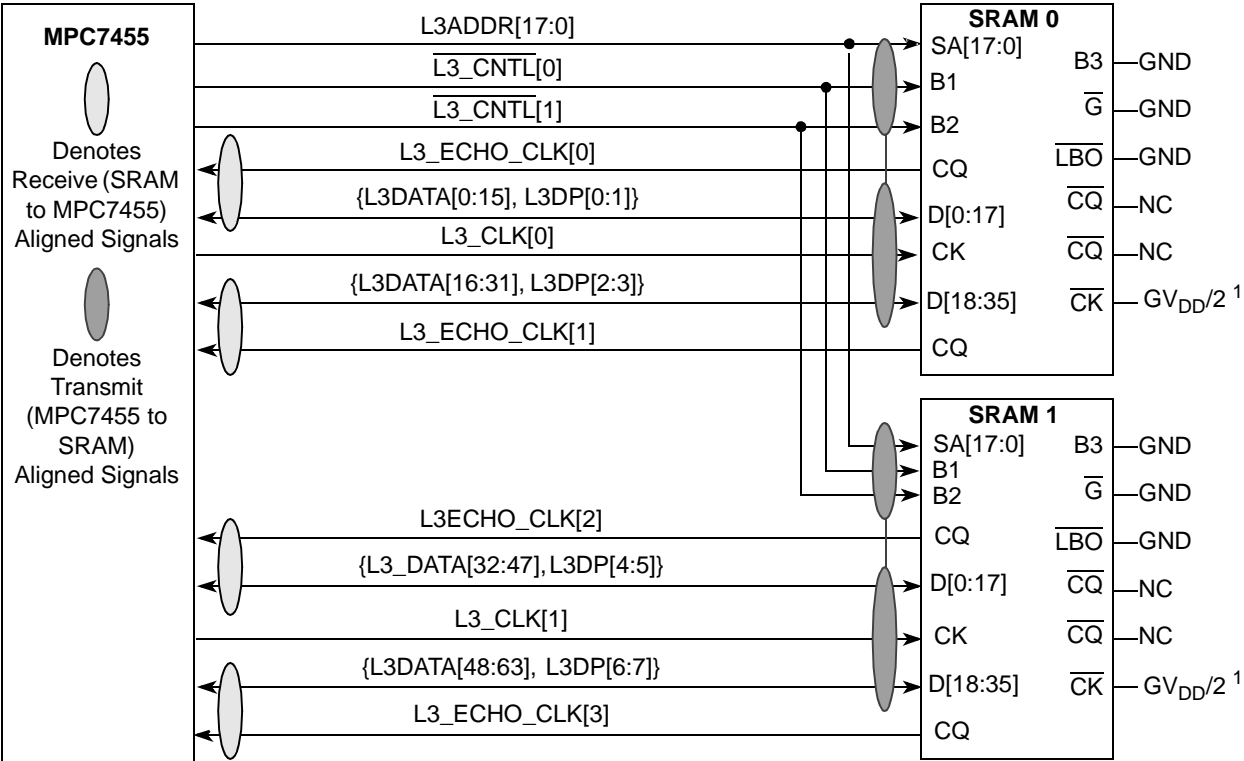 MPC7455
Denotes
Receive (SRAM
to MPC7455)
Aligned Signals
Denotes
Transmit
(MPC7455 to
SRAM)
Aligned Signals
L3ADDR[17:0]
L3_CNTL[0]
L3_CNTL[1]
L3_ECHO_CLK[0]
{L3DATA[0:15], L3DP[0:1]}
L3_CLK[0]
{L3DATA[16:31], L3DP[2:3]}
L3_ECHO_CLK[1]
L3ECHO_CLK[2]
{L3_DATA[32:47], L3DP[4:5]}
L3_CLK[1]
{L3DATA[48:63], L3DP[6:7]}
L3_ECHO_CLK[3]
SRAM 0
SA[17:0]
B1
B2
CQ
D[0:17]
CK
D[18:35]
CQ
B3 GND
G GND
LBO GND
CQ NC
CQ NC
CK GVDD/2 1
SRAM 1
SA[17:0]
B1
B2
CQ
D[0:17]
CK
D[18:35]
CQ
B3 GND
G GND
LBO GND
CQ NC
CQ NC
CK GVDD/2 1